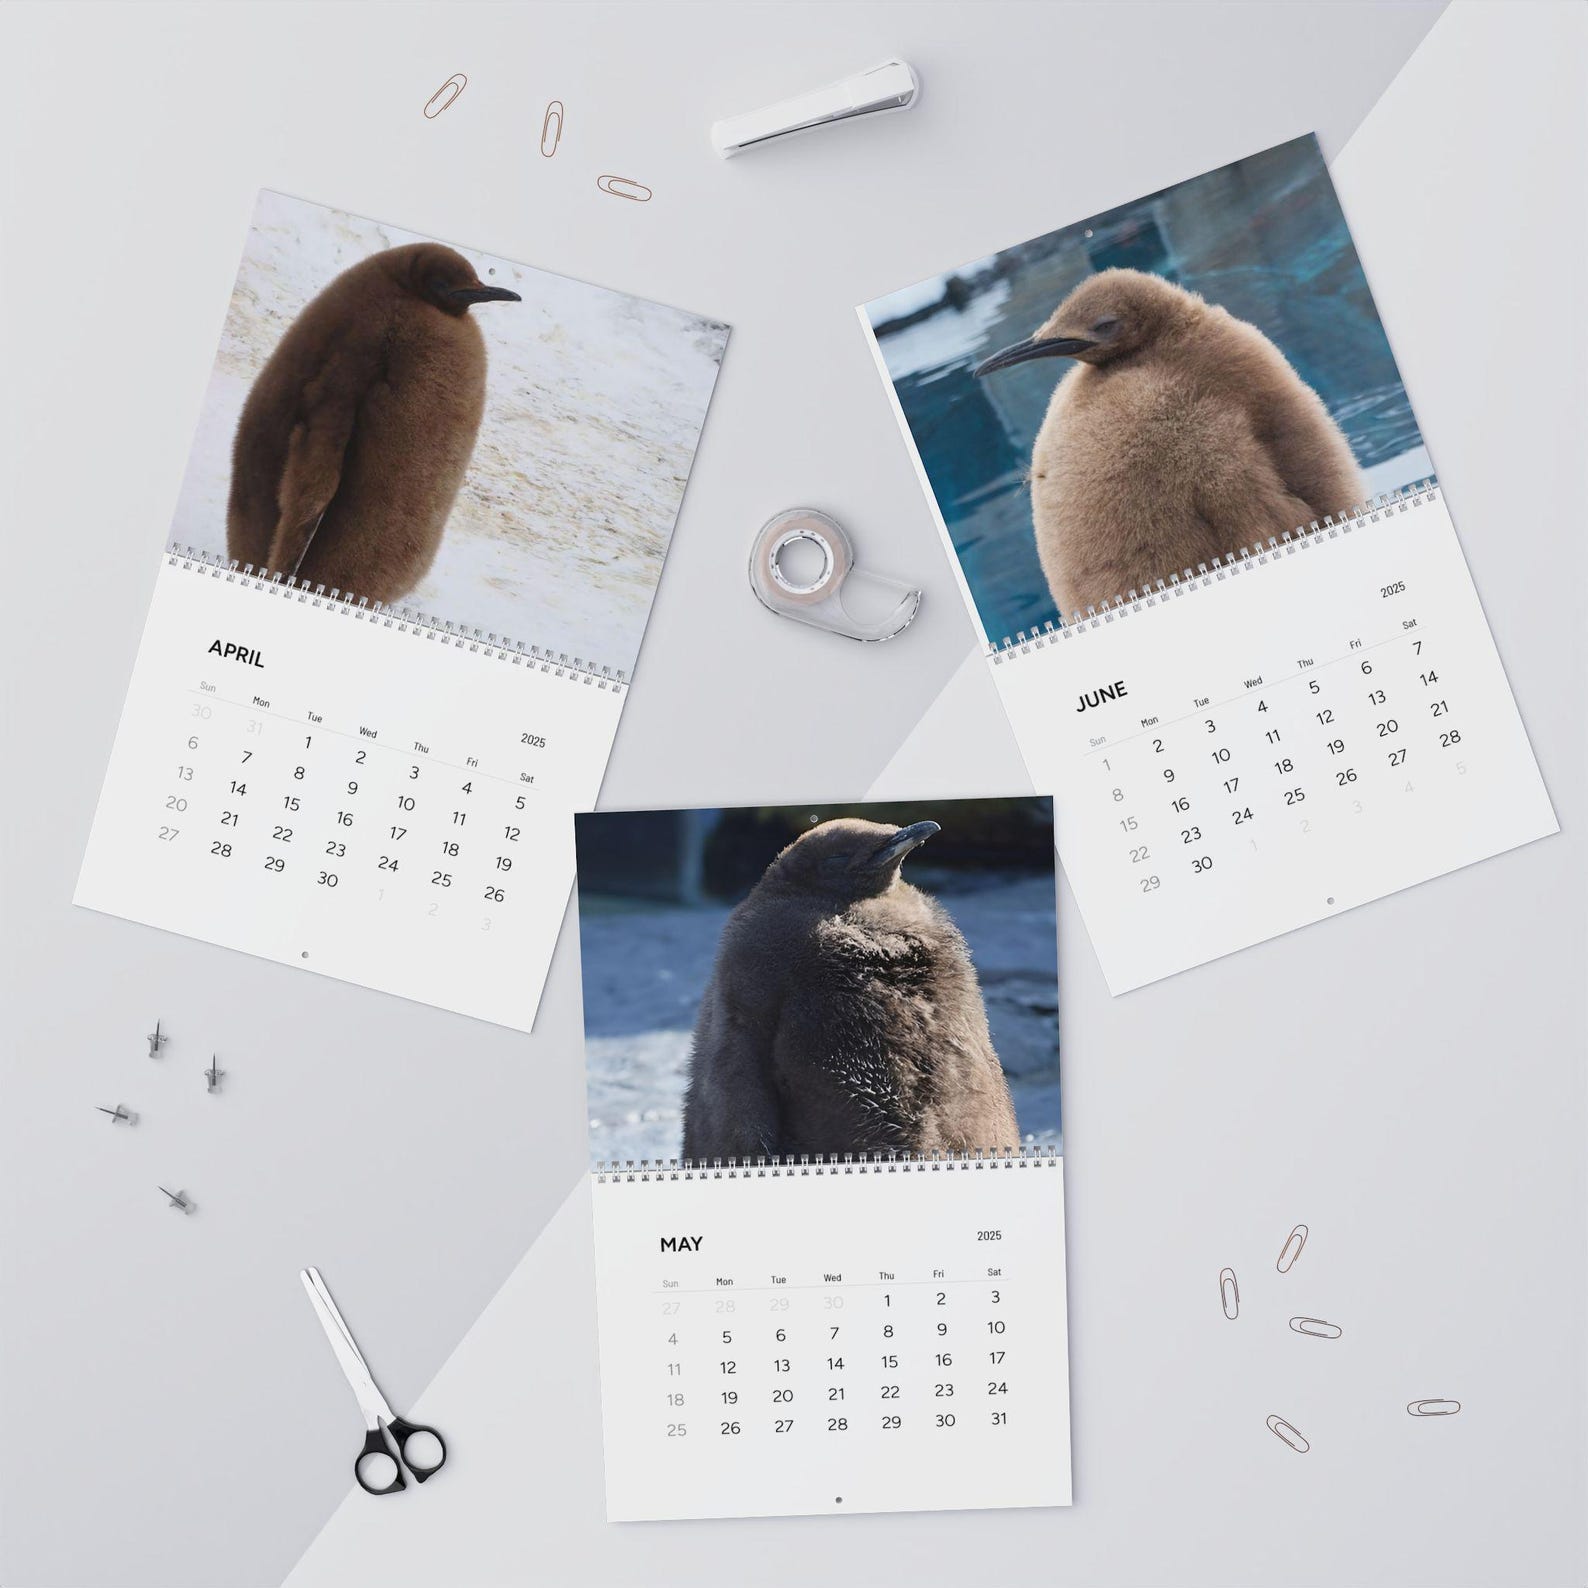 APRIL
2025
Sun Mon Tue Wed Thu Fri Sat
30 31 1 2 3 4 5
6 7 8 9 10 11 12
13 14 15 16 17 18 19
20 21 22 23 24 25 26
27 28 29 30 1 2 3
JUNE
2025
Sun Mon Tue Wed Thu Fri Sat
1 2 3 4 5 6 7
8 9 10 11 12 13 14
15 16 17 18 19 20 21
22 23 24 25 26 27 28
29 30 1 2 3 4 5
MAY 2025
Sun Mon Tue Wed Thu Fri Sat
27 28 29 30 1 2 3
4 5 6 7 8 9 10
11 12 13 14 15 16 17
18 19 20 21 22 23 24
25 26 27 28 29 30 31